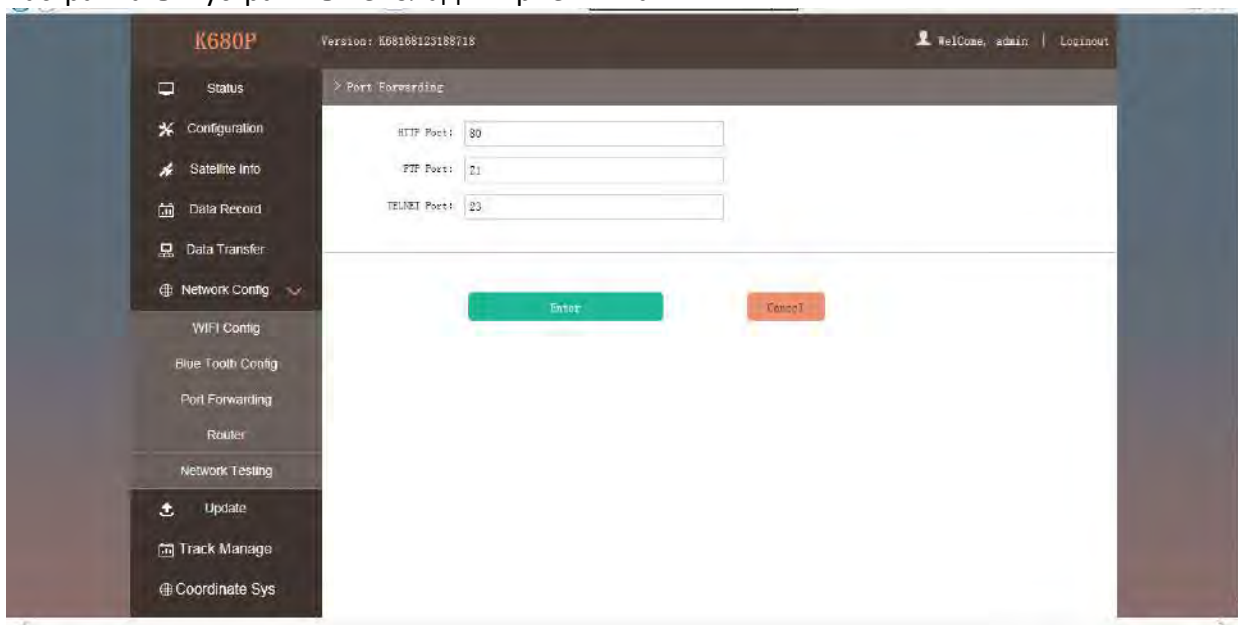 K680P
Version: K68168123188718
WelCome, admin | Loginout
Status
> Port Forwarding
Configuration
HTTP Port: 80
Satellite Info
FTP Port: 21
Data Record
TELNET Port: 23
Data Transfer
Network Config
Enter
Cancel
WIFI Config
Blue Tooth Config
Port Forwarding
Router
Network Testing
Update
Track Manage
Coordinate Sys